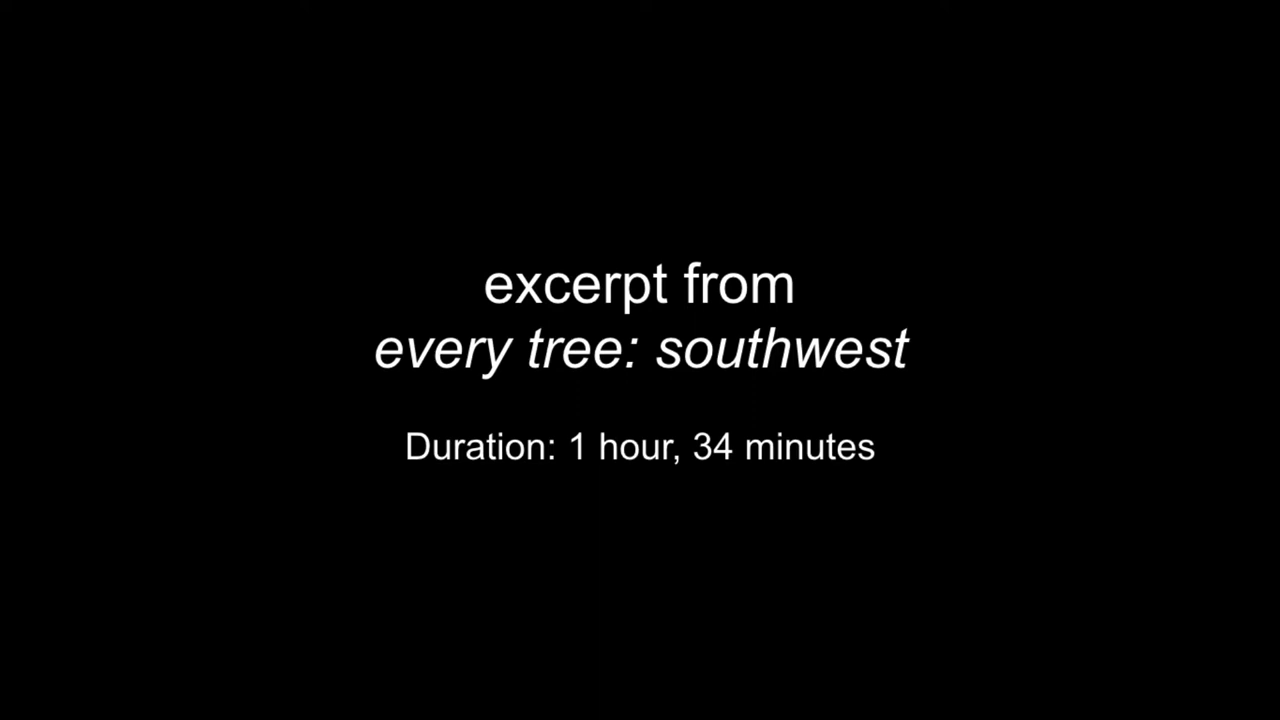 excerpt from
every tree: southwest
Duration: 1 hour, 34 minutes